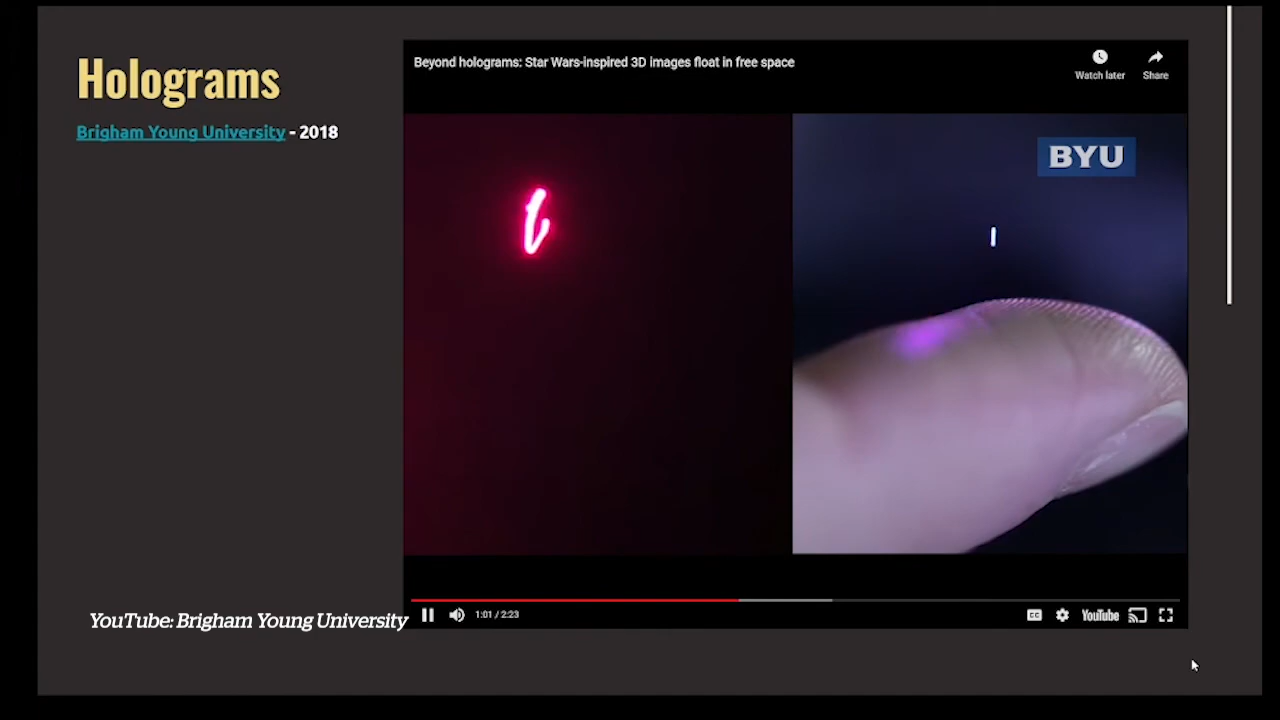 Holograms
Brigham Young University - 2018
Beyond holograms: Star Wars-inspired 3D images float in free space
Watch later
Share
BYU
YouTube: Brigham Young University
1:01 / 2:23
CC
YouTube